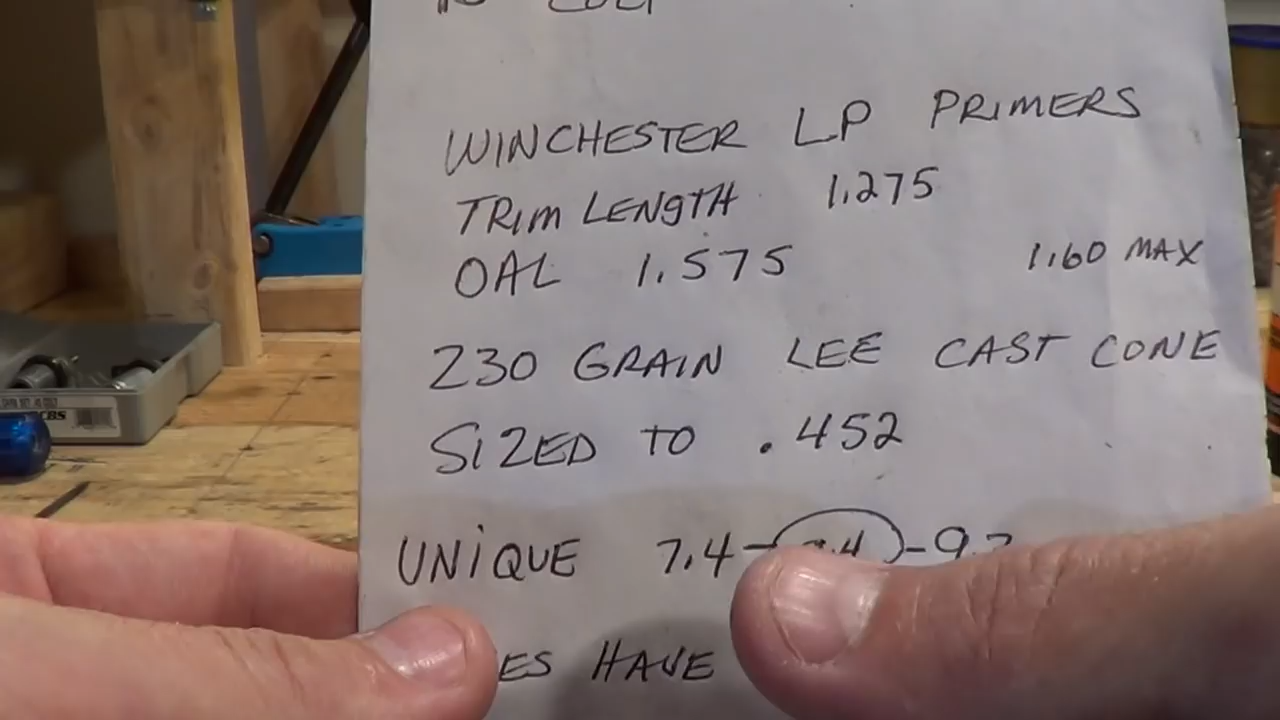 COLT
WINCHESTER LP PRIMERS
TRIM LENGTH 1.275
OAL 1.575 1.60 MAX
230 GRAIN LEE CAST CONE
SIZED TO .452
UNIQUE 7.4-
HAVE